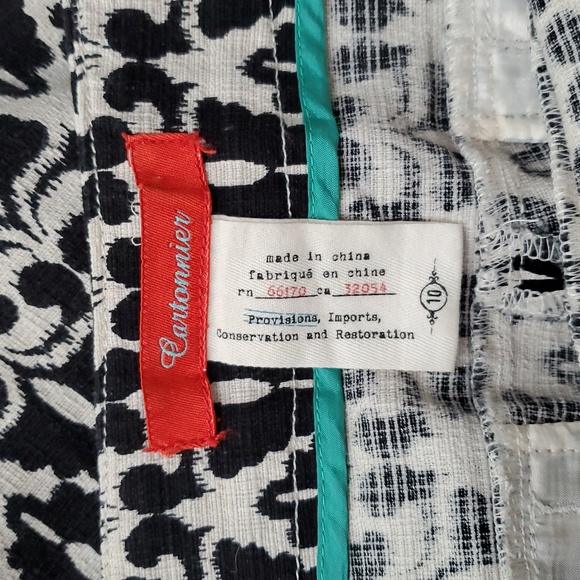 Cartonnier
made in china
fabriqué en chine
rn 66170 ca 32054
10
Provisions, Imports,
Conservation and Restoration